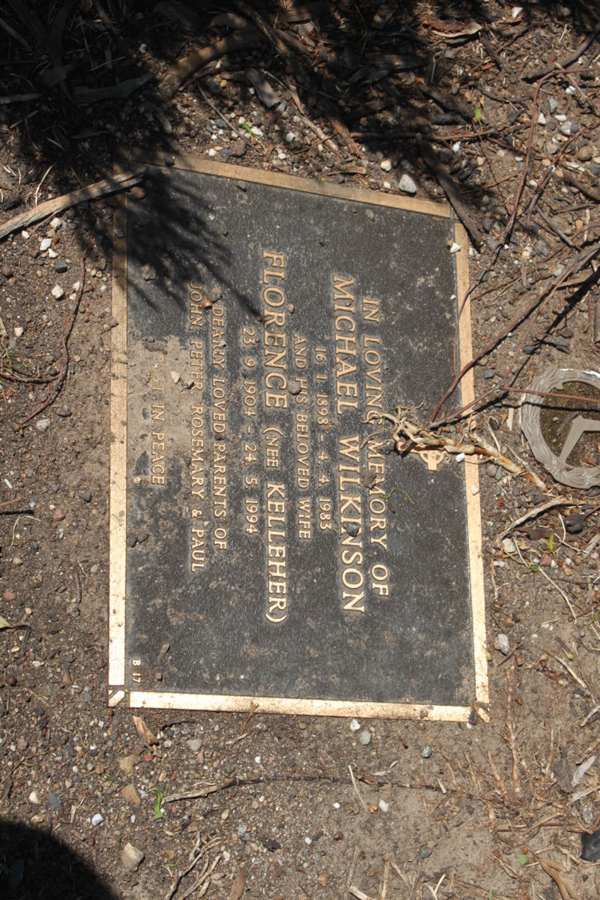 IN LOVING MEMORY OF
MICHAEL WILKINSON
16. 1. 1898 - 4. 4. 1983
AND HIS BELOVED WIFE
FLORENCE (NEE KELLEHER)
23. 9. 1904 - 24. 5. 1994
DEARLY LOVED PARENTS OF
JOHN, PETER, ROSEMARY & PAUL
IN PEACE
B 17